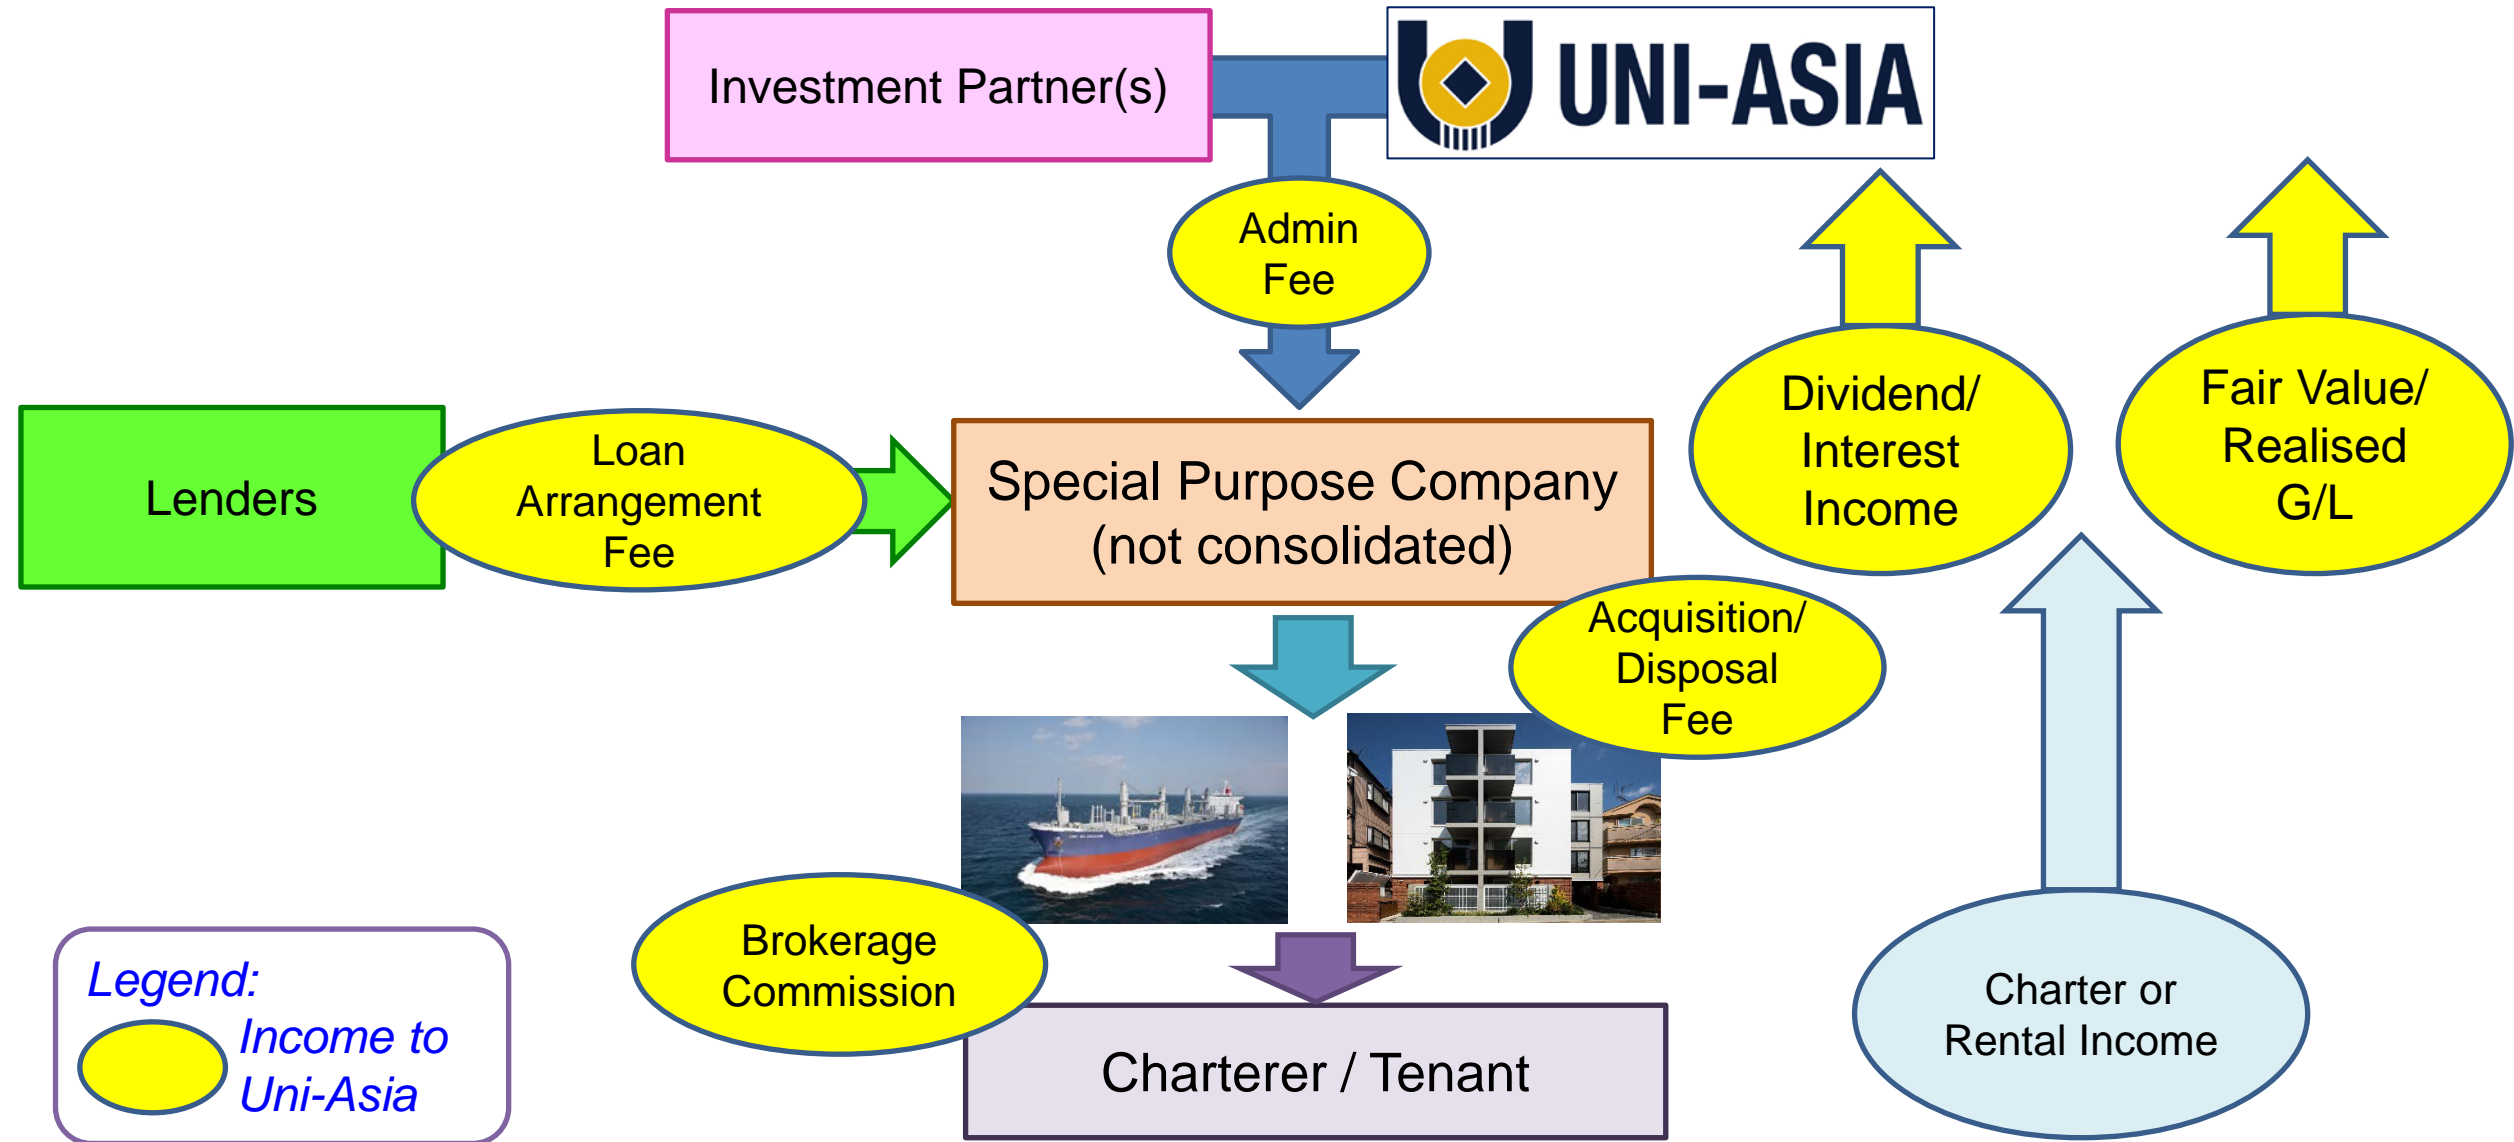 Investment Partner(s)
UNI-ASIA
Admin
Fee
Lenders
Loan
Arrangement
Fee
Special Purpose Company
(not consolidated)
Dividend/
Interest
Income
Fair Value/
Realised
G/L
Acquisition/
Disposal
Fee
Brokerage
Commission
Charterer / Tenant
Charter or
Rental Income
Legend:
Income to
Uni-Asia